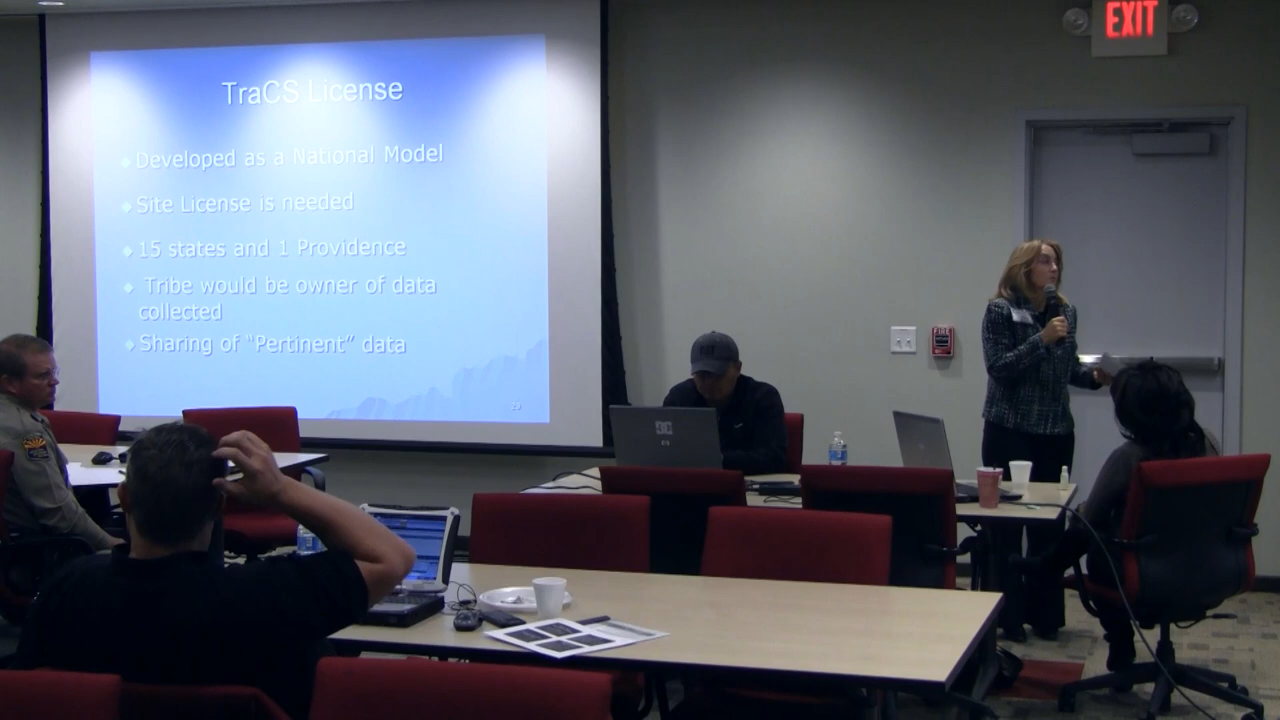 EXIT
TraCS License
Developed as a National Model
Site License is needed
15 states and 1 Providence
Tribe would be owner of data
collected
Sharing of “Pertinent” data
FIRE